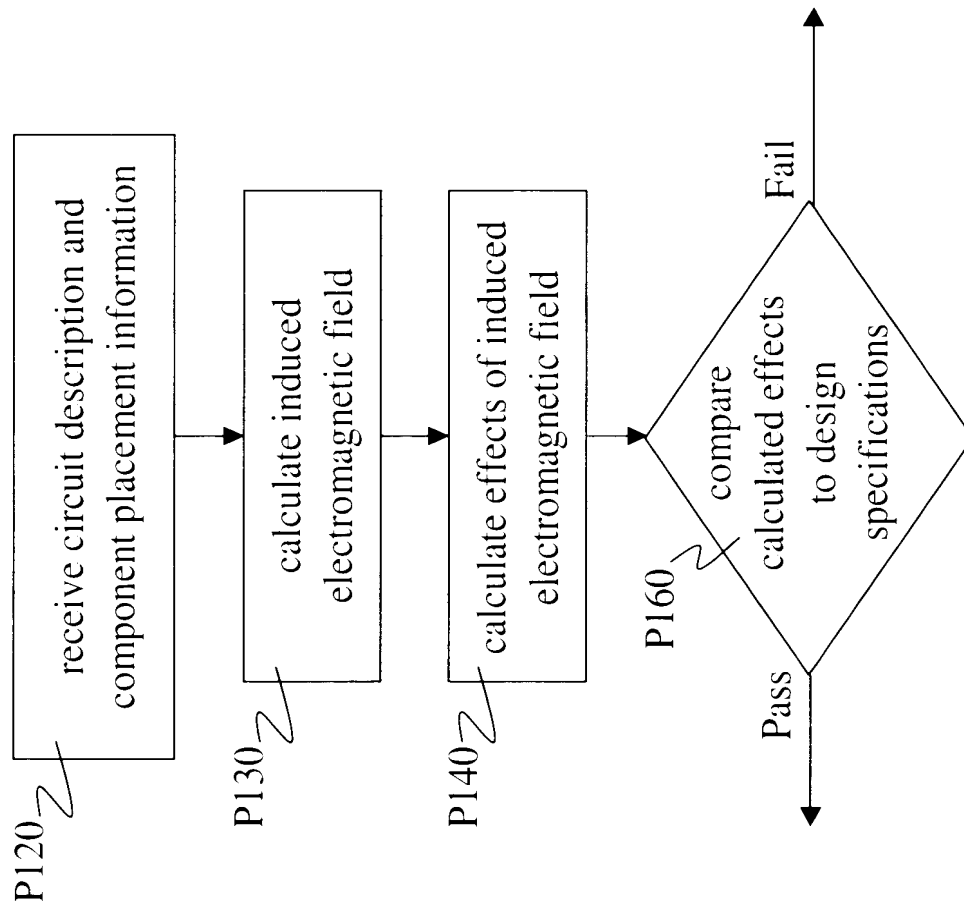 P120
receive circuit description and
component placement information
P130
calculate induced
electromagnetic field
P140
calculate effects of induced
electromagnetic field
P160
compare
calculated effects
to design
specifications
Pass
Fail